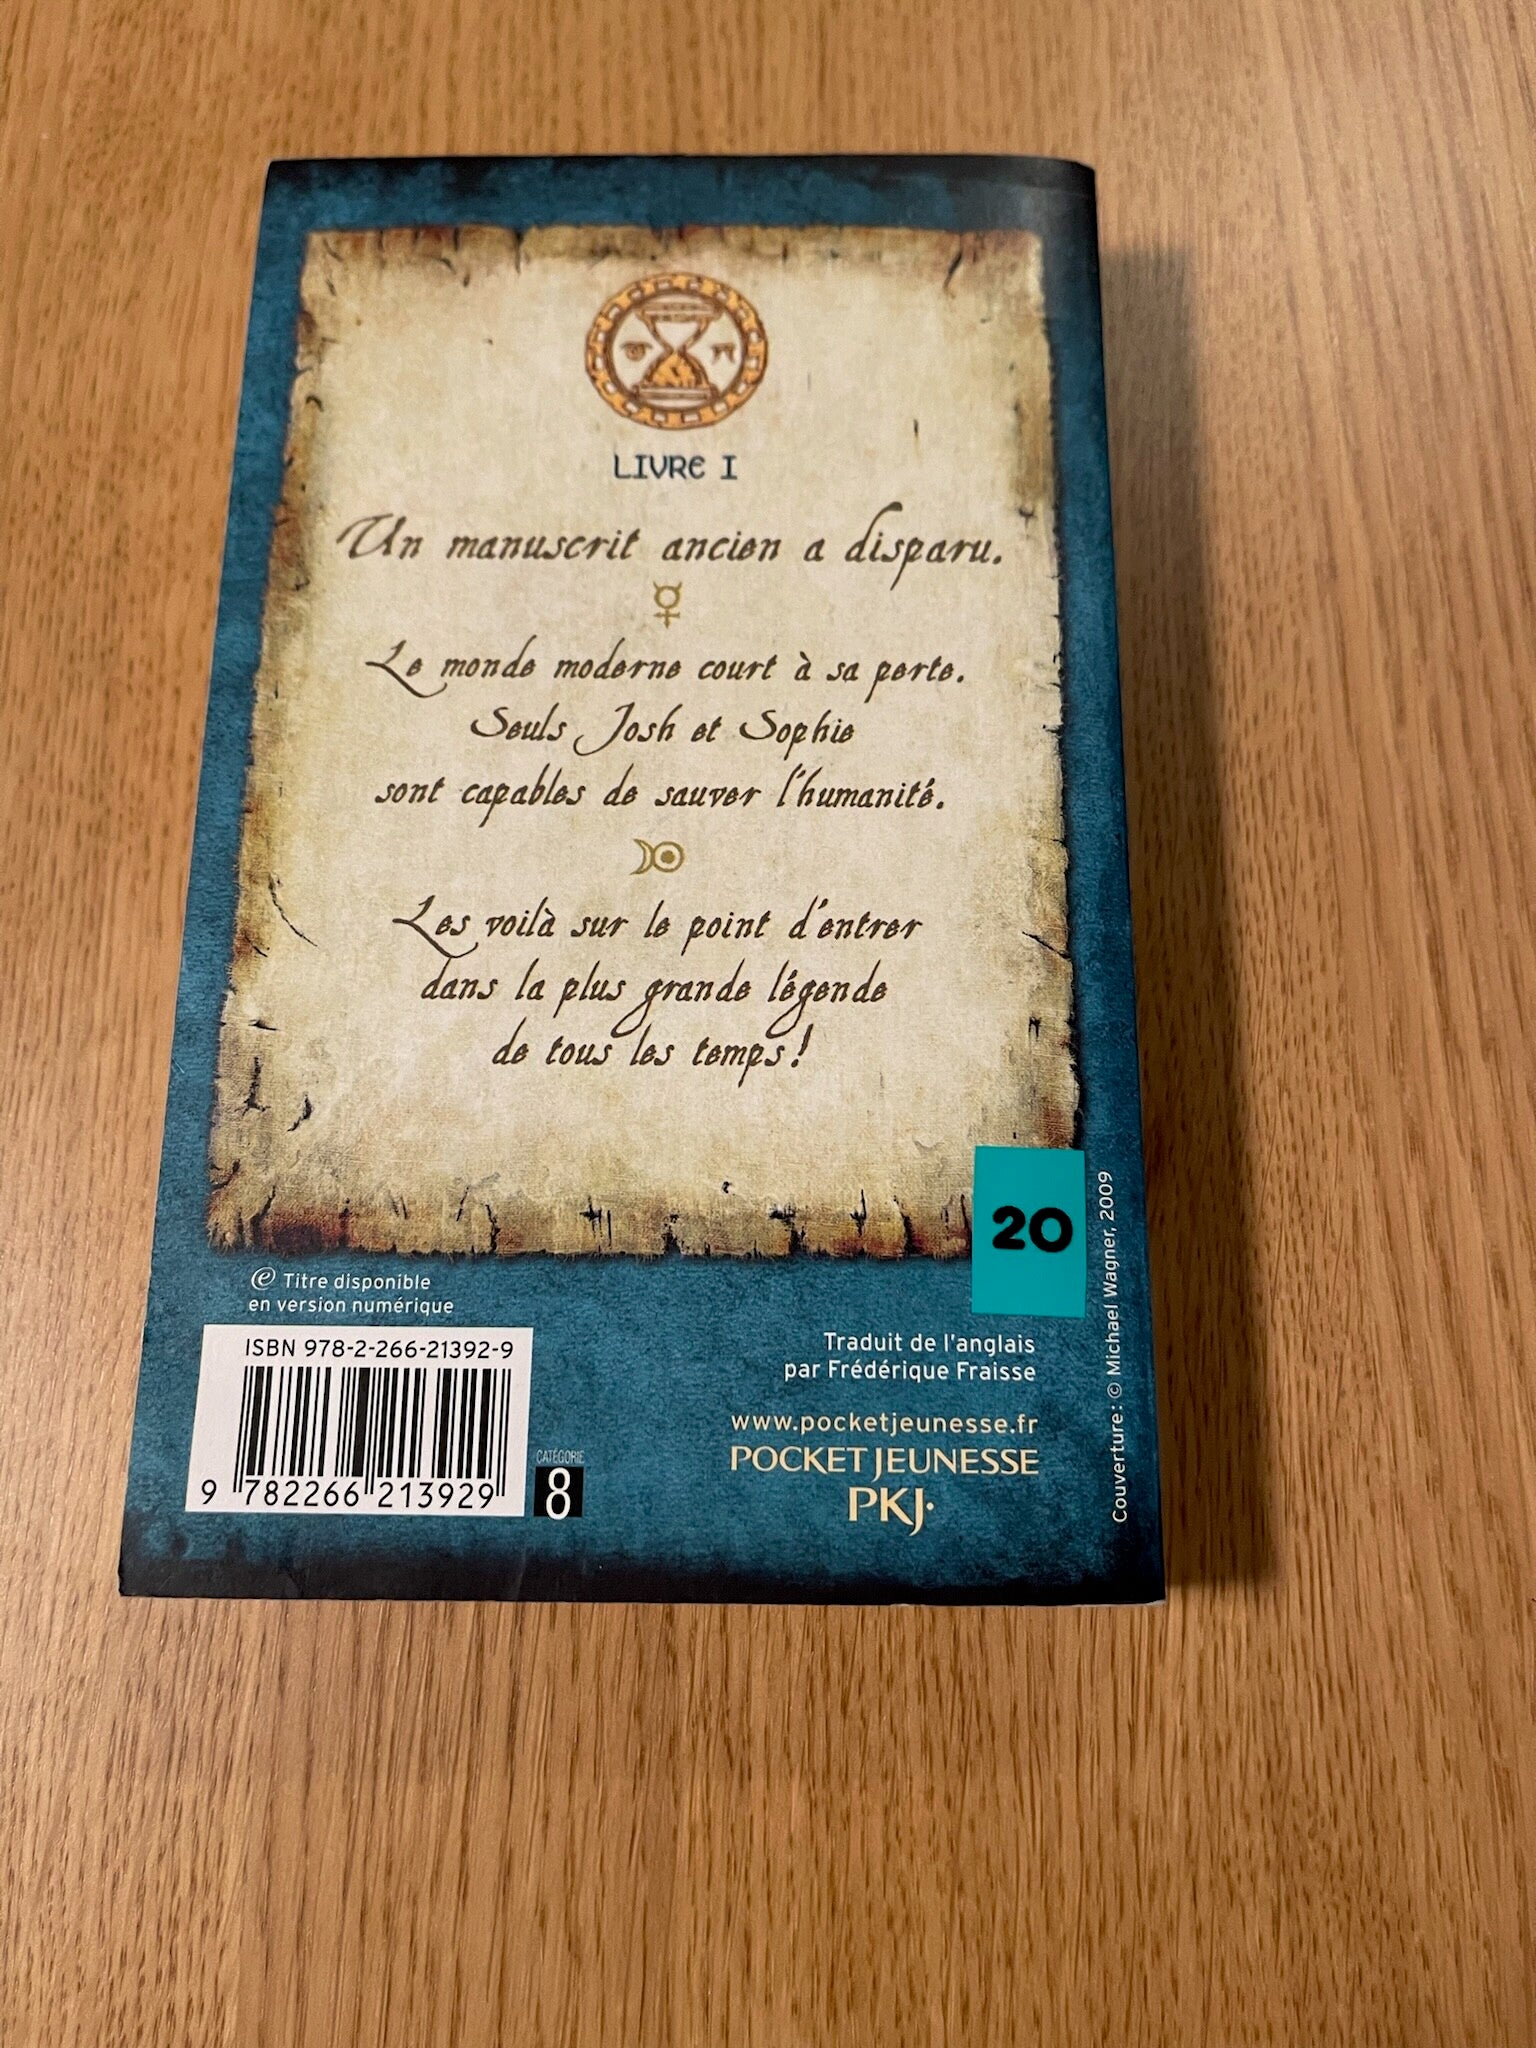 LIVRE I
Un manuscrit ancien a disparu.
Le monde moderne court à sa perte.
Seuls Josh et Sophie
sont capables de sauver l'humanité.
Les voilà sur le point d'entrer
dans la plus grande légende
de tous les temps!
20
e Titre disponible
en version numérique
ISBN 978-2-266-21392-9
9 782266 213929
CATÉGORIE
8
Traduit de l'anglais
par Frédérique Fraisse
www.pocketjeunesse.fr
POCKET JEUNESSE
PKJ·
Couverture : © Michael Wagner, 2009